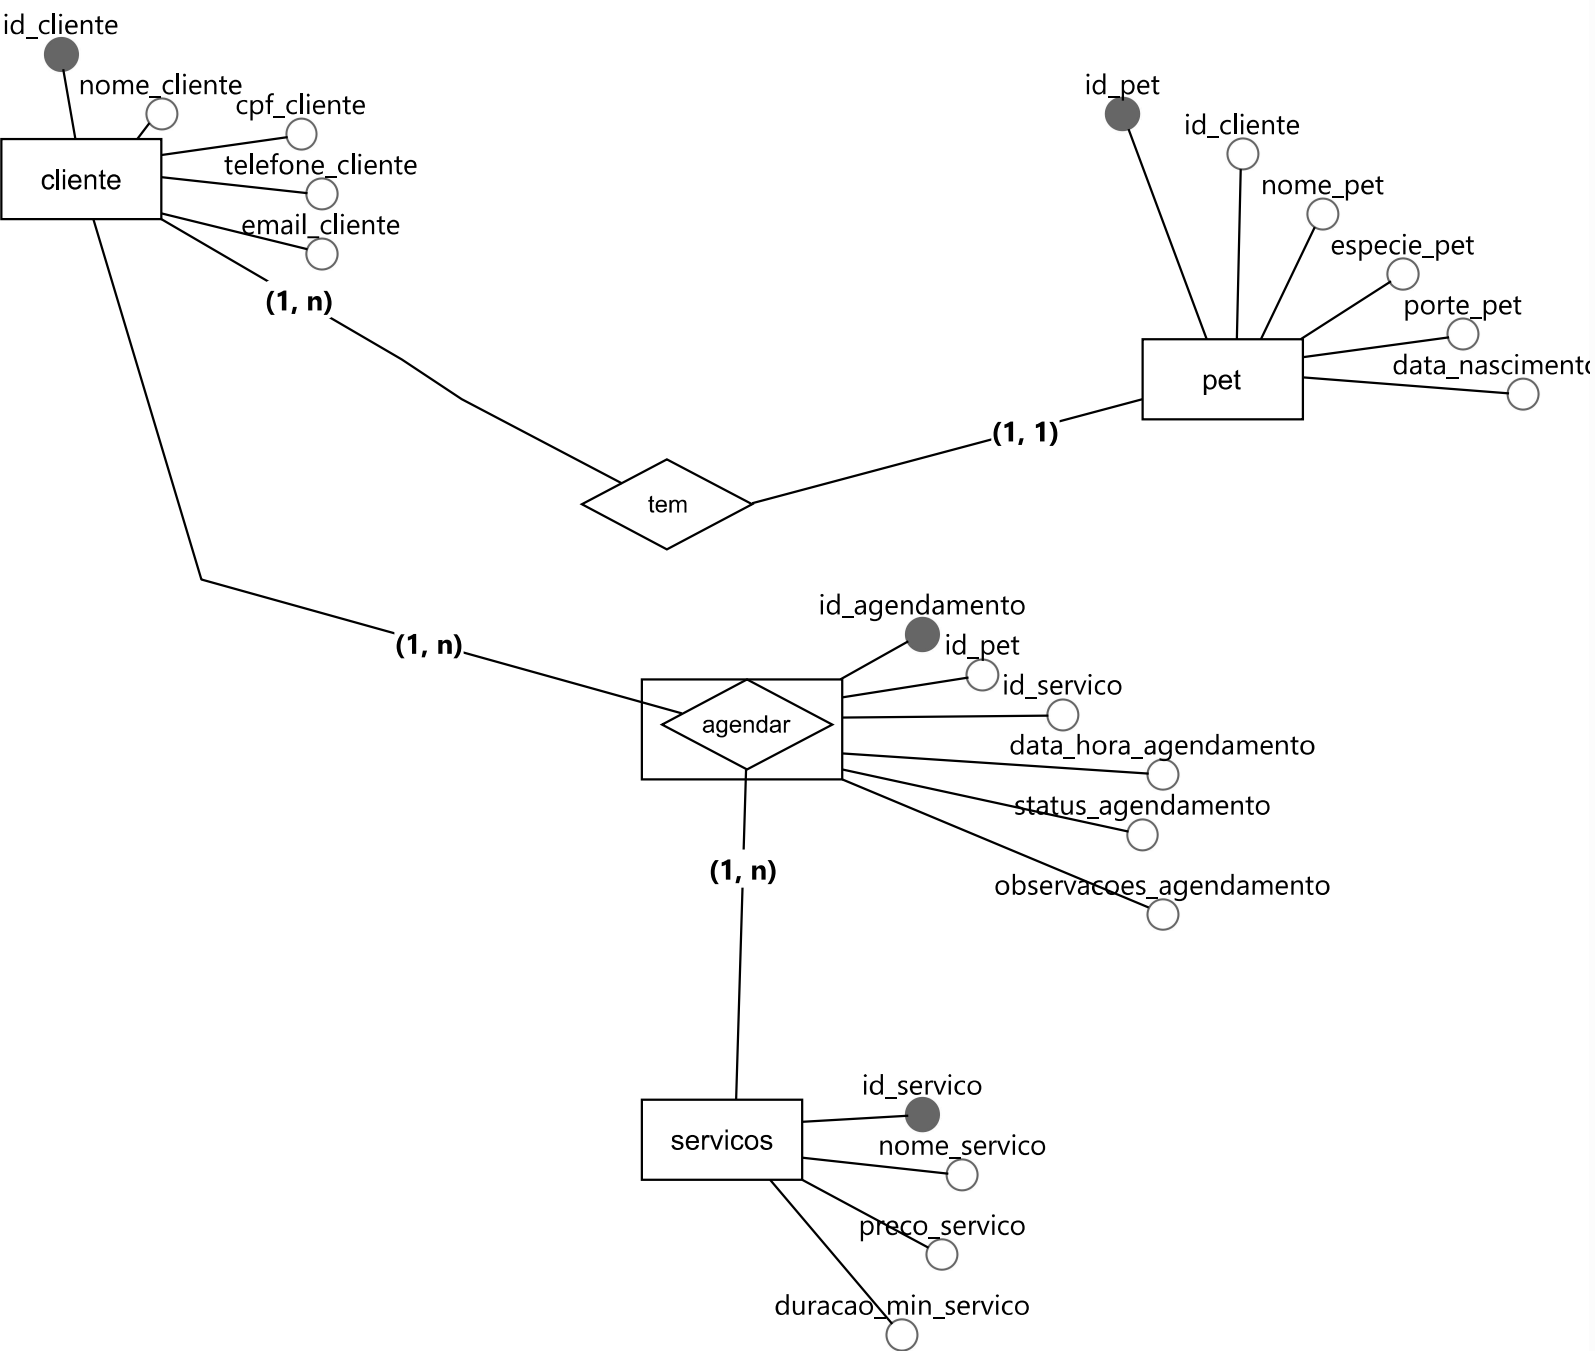 id_cliente
nome_cliente
cpf_cliente
telefone_cliente
email_cliente
cliente
(1, n)
id_pet
id_cliente
nome_pet
especie_pet
porte_pet
data_nascimento
pet
(1, 1)
tem
(1, n)
id_agendamento
id_pet
id_servico
data_hora_agendamento
status_agendamento
observacoes_agendamento
agendar
(1, n)
id_servico
nome_servico
preco_servico
duracao_min_servico
servicos